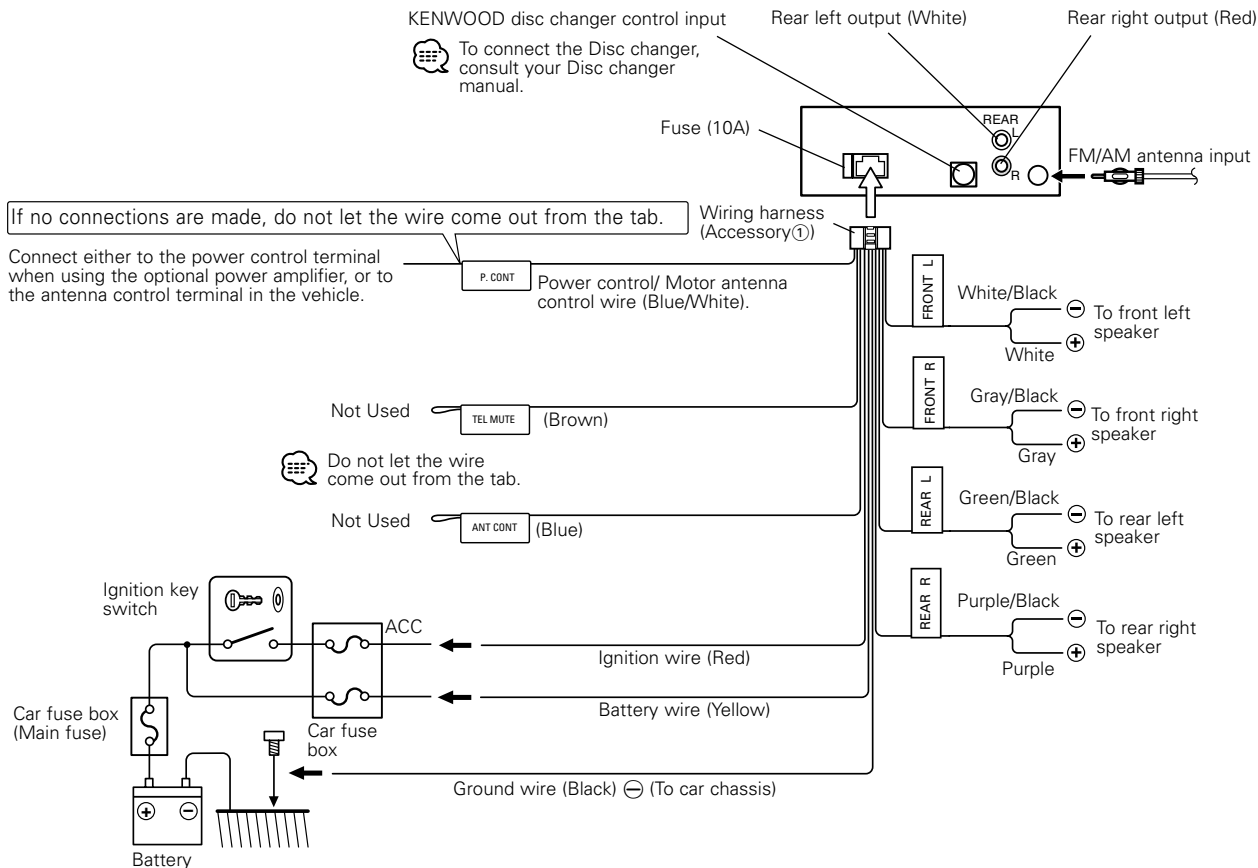 KENWOOD disc changer control input
Rear left output (White)
Rear right output (Red)
To connect the Disc changer,
consult your Disc changer
manual.
REAR
L
R
Fuse (10A)
FM/AM antenna input
If no connections are made, do not let the wire come out from the tab.
Wiring harness
(Accessory①)
Connect either to the power control terminal
when using the optional power amplifier, or to
the antenna control terminal in the vehicle.
P. CONT
Power control/ Motor antenna
control wire (Blue/White).
FRONT L
White/Black
⊖
To front left
speaker
White
⊕
FRONT R
Gray/Black
⊖
To front right
speaker
Gray
⊕
Not Used
TEL MUTE
(Brown)
Do not let the wire
come out from the tab.
REAR L
Green/Black
⊖
To rear left
speaker
Green
⊕
Not Used
ANT CONT
(Blue)
REAR R
Purple/Black
⊖
To rear right
speaker
Purple
⊕
Ignition key
switch
ACC
Ignition wire (Red)
Battery wire (Yellow)
Car fuse box
(Main fuse)
Car fuse
box
Ground wire (Black) ⊖ (To car chassis)
⊕ ⊖
Battery